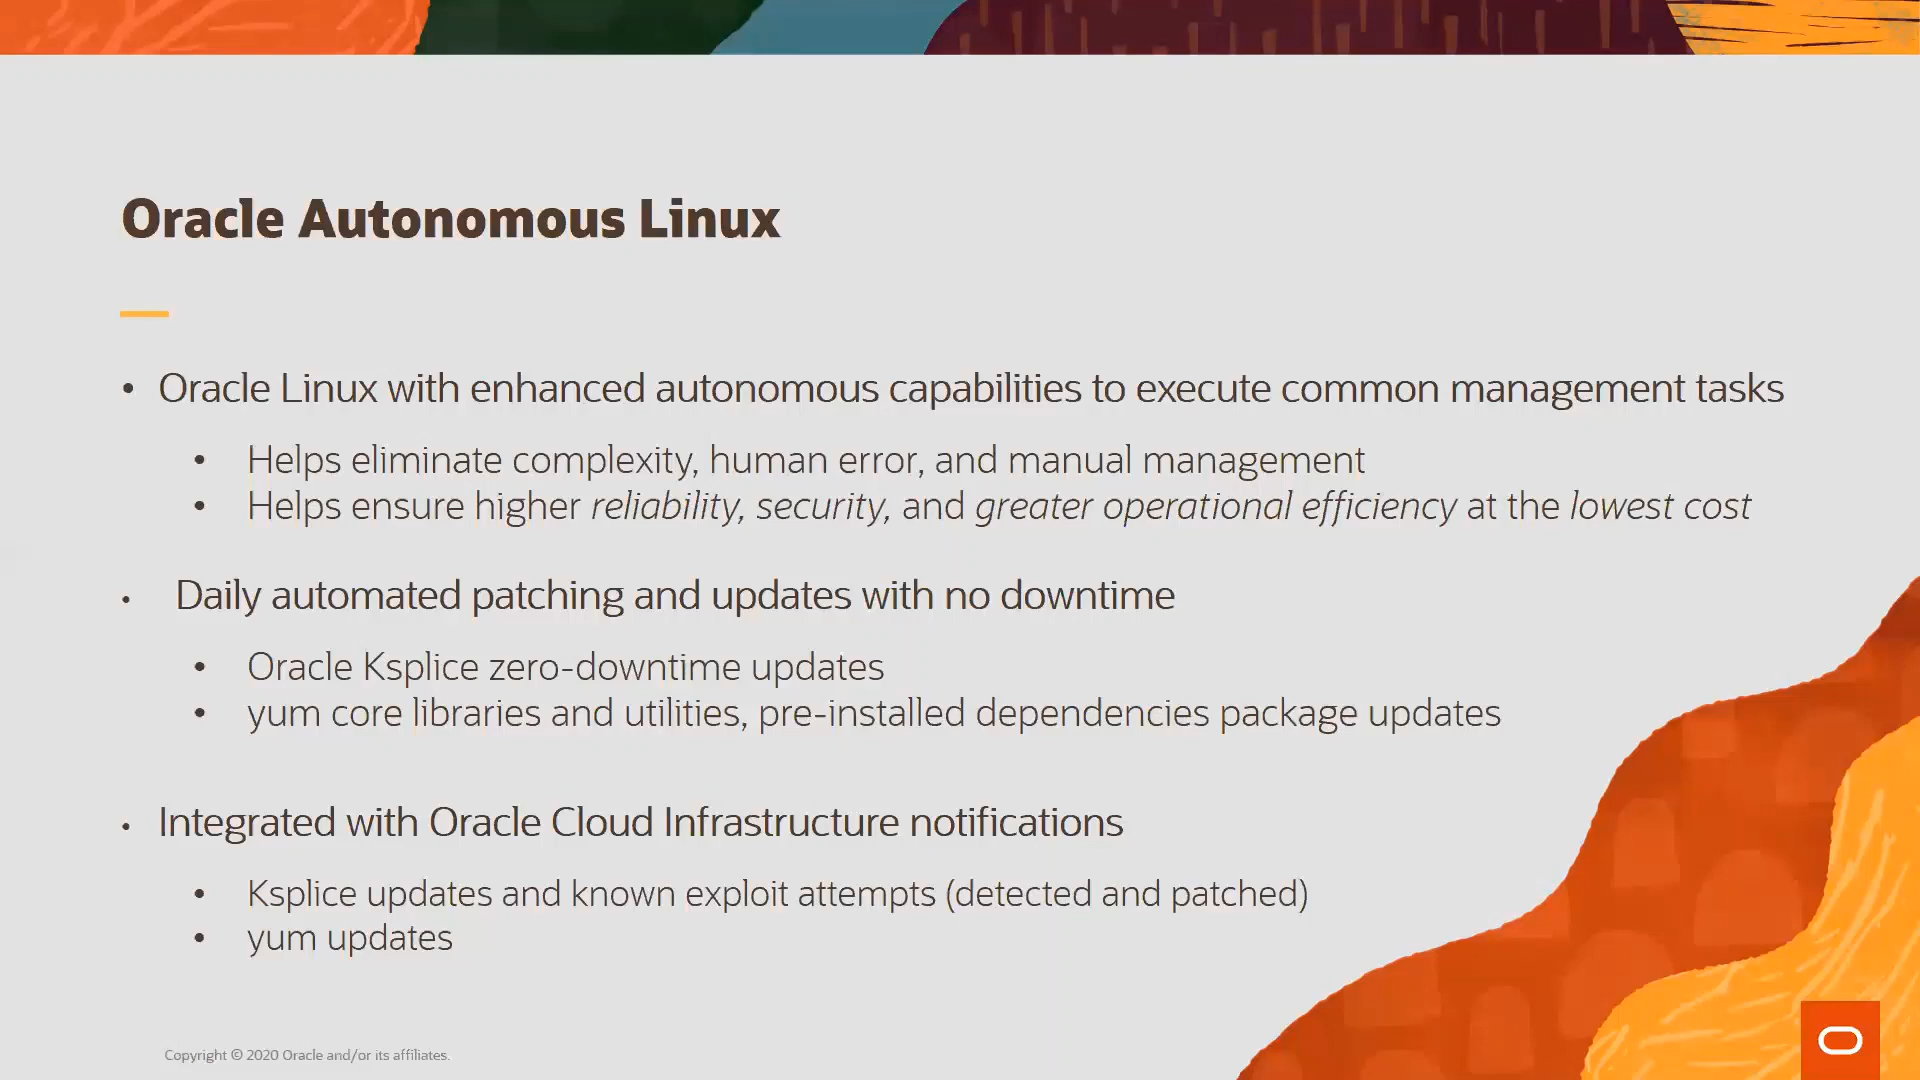 Oracle Autonomous Linux
• Oracle Linux with enhanced autonomous capabilities to execute common management tasks
• Helps eliminate complexity, human error, and manual management
• Helps ensure higher reliability, security, and greater operational efficiency at the lowest cost
• Daily automated patching and updates with no downtime
• Oracle Ksplice zero-downtime updates
• yum core libraries and utilities, pre-installed dependencies package updates
• Integrated with Oracle Cloud Infrastructure notifications
• Ksplice updates and known exploit attempts (detected and patched)
• yum updates
Copyright © 2020 Oracle and/or its affiliates.